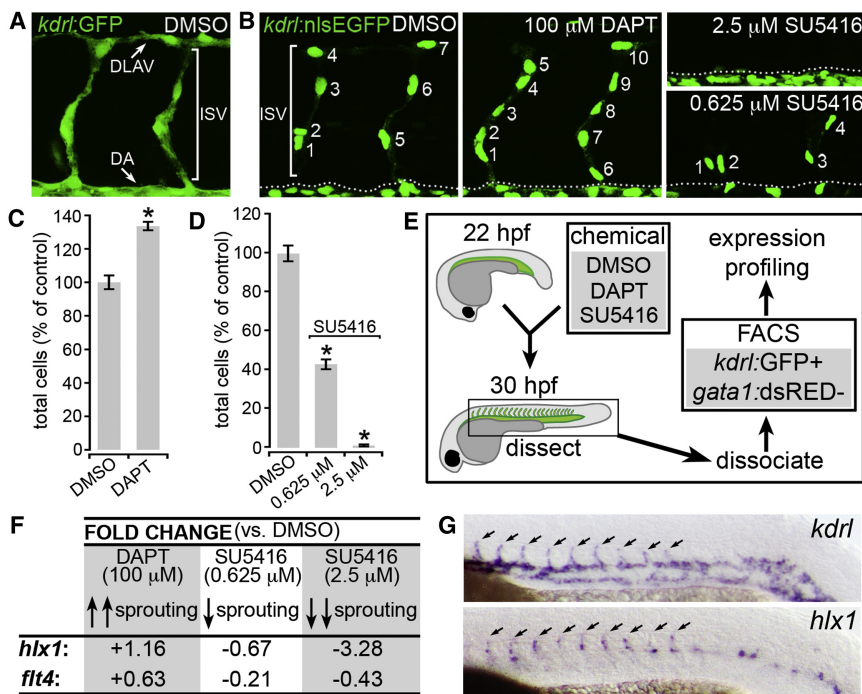 A
kdrl:GFP DMSO
DLAV
ISV
DA
B
kdrl:nlsEGFP DMSO
4
3
2
1
7
6
5
100 µM DAPT
5
4
3
2
1
10
9
8
7
6
2.5 µM SU5416
0.625 µM SU5416
1 2
3
4
C
total cells (% of control)
140
120
100
80
60
40
20
0
*
DMSO
DAPT
D
total cells (% of control)
120
100
80
60
40
20
0
SU5416
*
*
DMSO
0.625 µM
2.5 µM
E
22 hpf
chemical
DMSO
DAPT
SU5416
30 hpf
dissect
dissociate
FACS
kdrl:GFP+
gata1:dsRED-
expression
profiling
F
FOLD CHANGE (vs. DMSO)
DAPT SU5416 SU5416
(100 µM) (0.625 µM) (2.5 µM)
↑↑ sprouting ↓ sprouting ↓↓ sprouting
hlx1: +1.16 -0.67 -3.28
flt4: +0.63 -0.21 -0.43
G
kdrl
hlx1